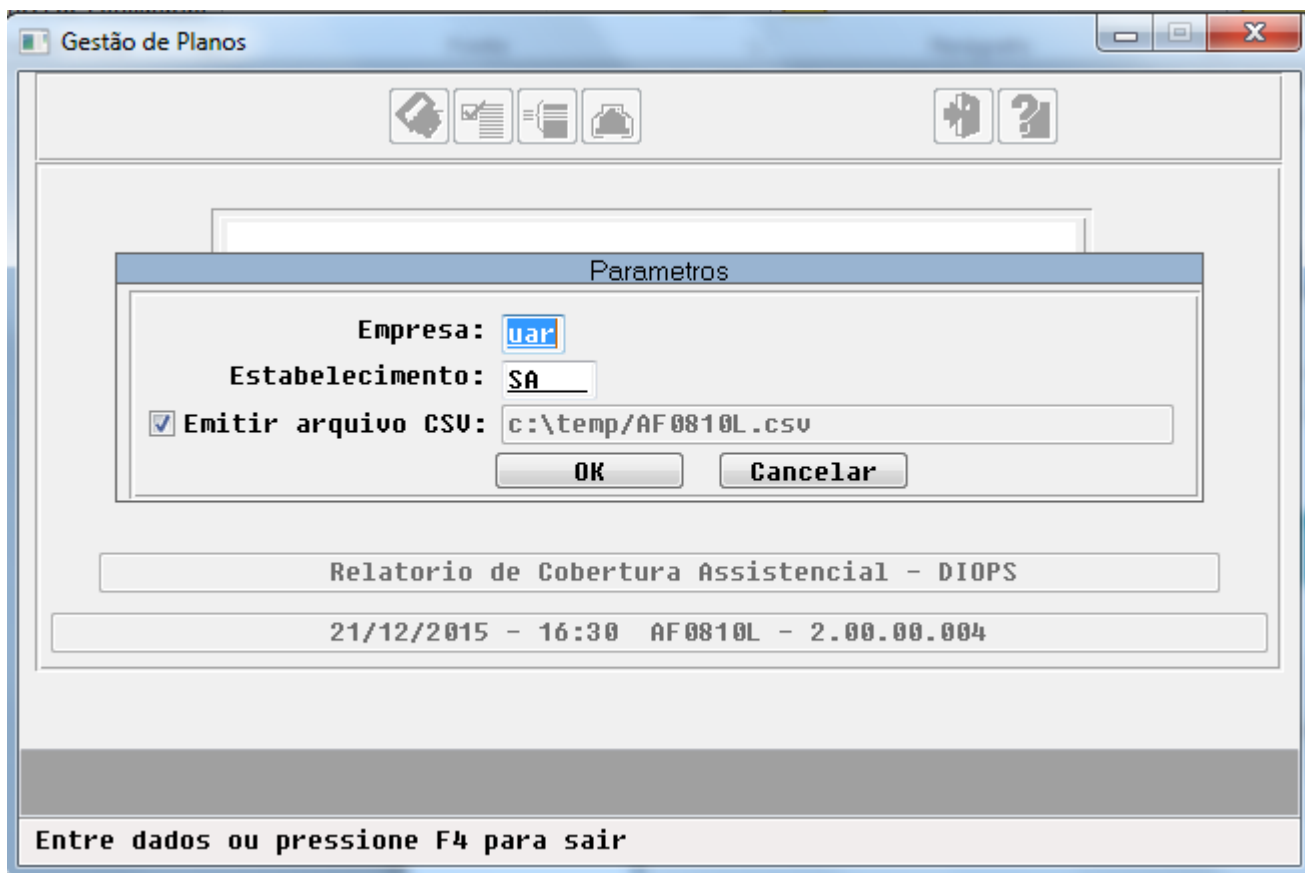 Gestão de Planos
Parametros
Empresa: uar
Estabelecimento: SA
Emitir arquivo CSV: c:\temp/AF0810L.csv
OK Cancelar
Relatorio de Cobertura Assistencial - DIOPS
21/12/2015 - 16:30 AF0810L - 2.00.00.004
Entre dados ou pressione F4 para sair